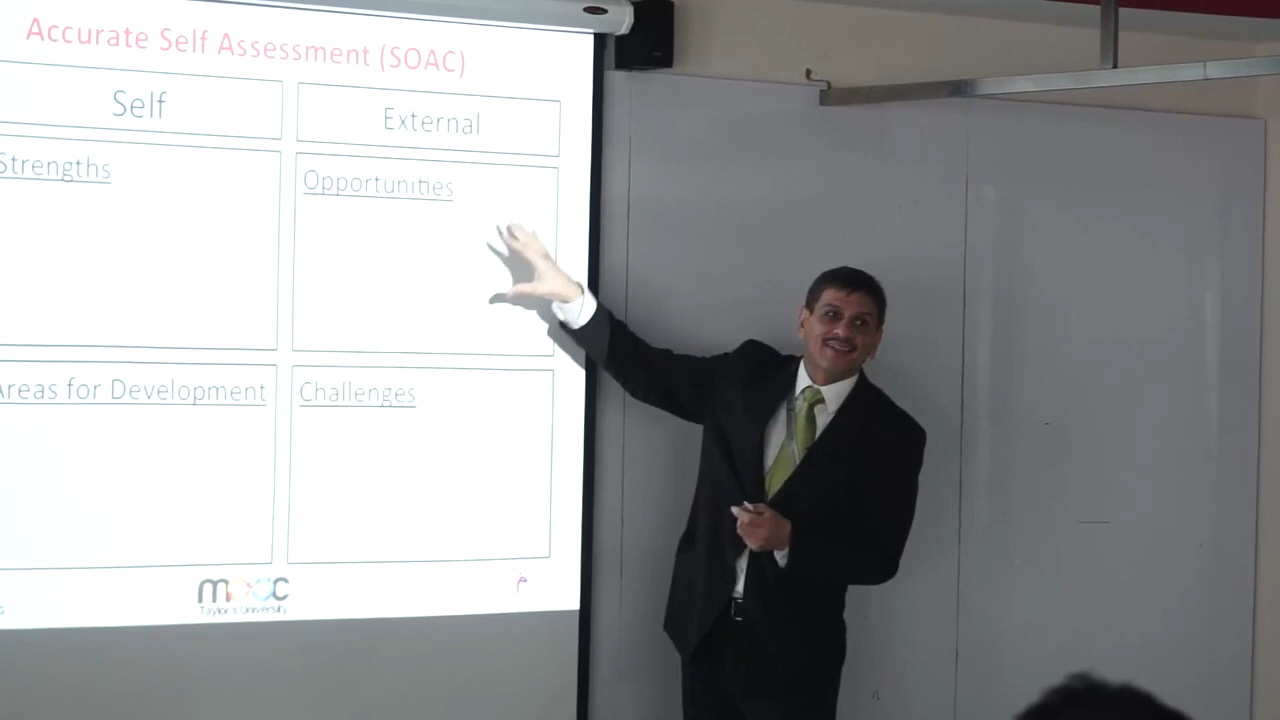 Accurate Self Assessment (SOAC)
Self
External
Strengths
Opportunities
Areas for Development
Challenges
mooc
Taylor's University